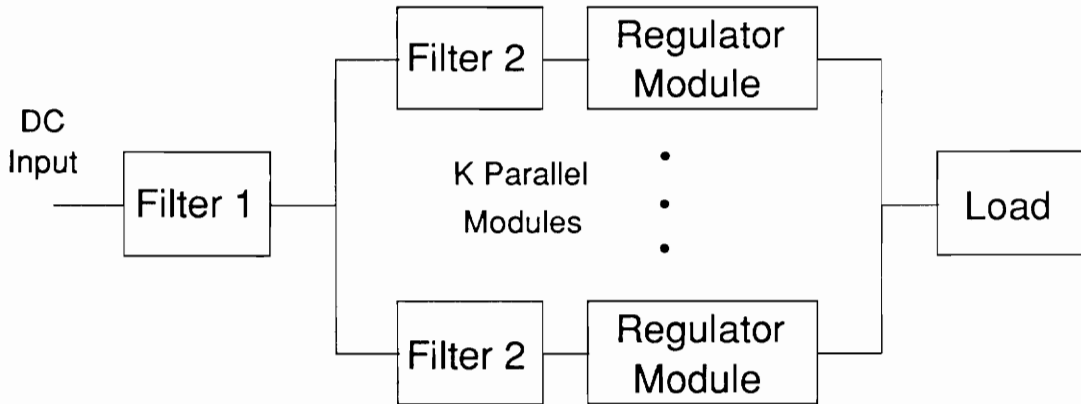 Filter 2
Regulator
Module
DC
Input
Filter 1
K Parallel
Modules
Load
Filter 2
Regulator
Module